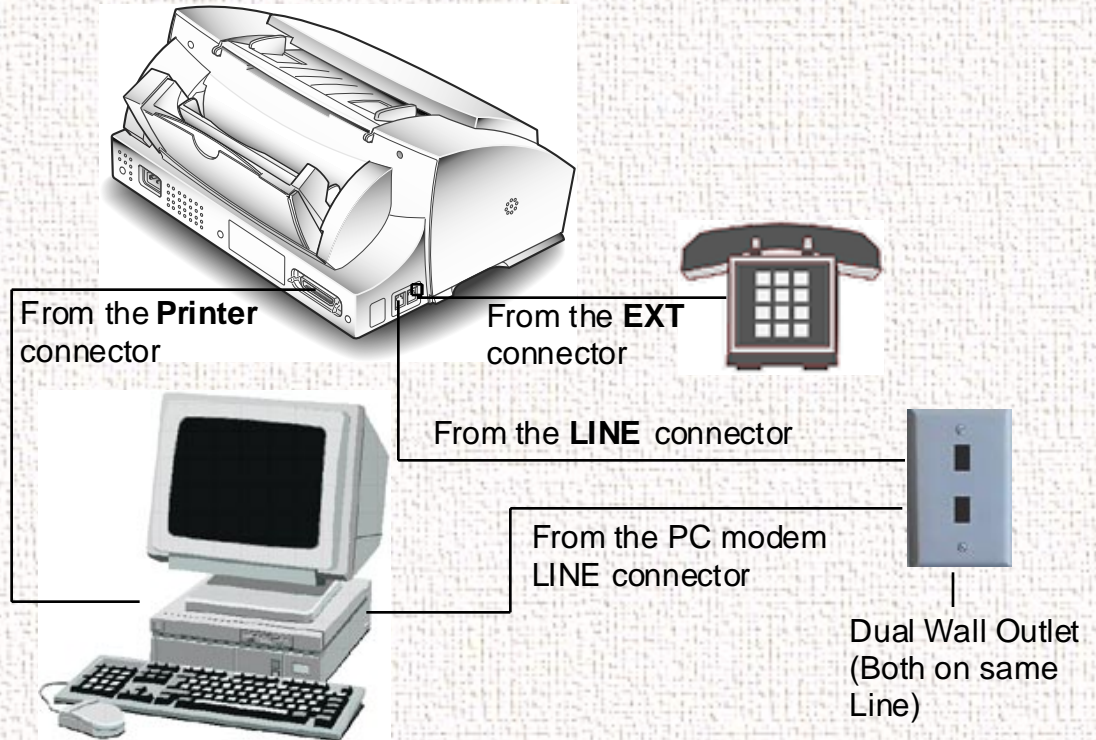 From the Printer
connector
From the EXT
connector
From the LINE connector
From the PC modem
LINE connector
Dual Wall Outlet
(Both on same
Line)